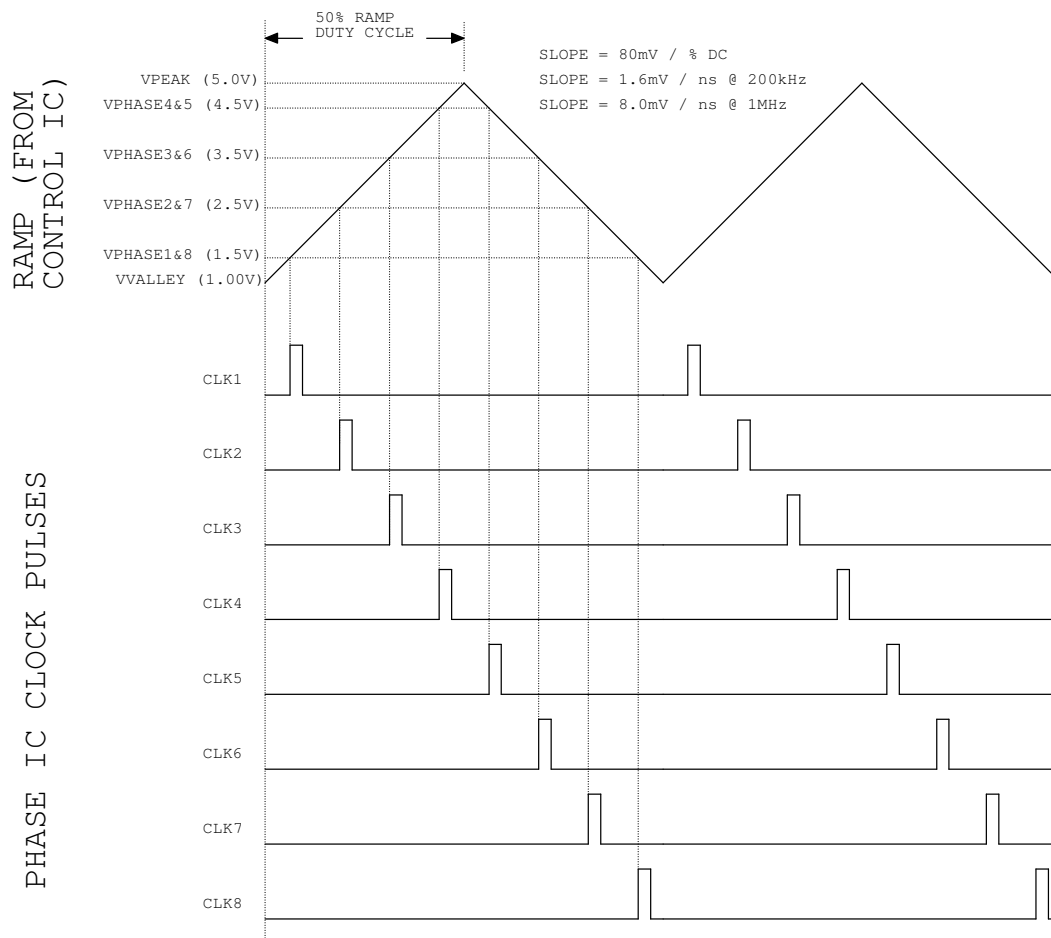 50% RAMP
DUTY CYCLE
SLOPE = 80mV / % DC
SLOPE = 1.6mV / ns @ 200kHz
SLOPE = 8.0mV / ns @ 1MHz
RAMP (FROM
CONTROL IC)
VPEAK (5.0V)
VPHASE4&5 (4.5V)
VPHASE3&6 (3.5V)
VPHASE2&7 (2.5V)
VPHASE1&8 (1.5V)
VVALLEY (1.00V)
PHASE IC CLOCK PULSES
CLK1
CLK2
CLK3
CLK4
CLK5
CLK6
CLK7
CLK8